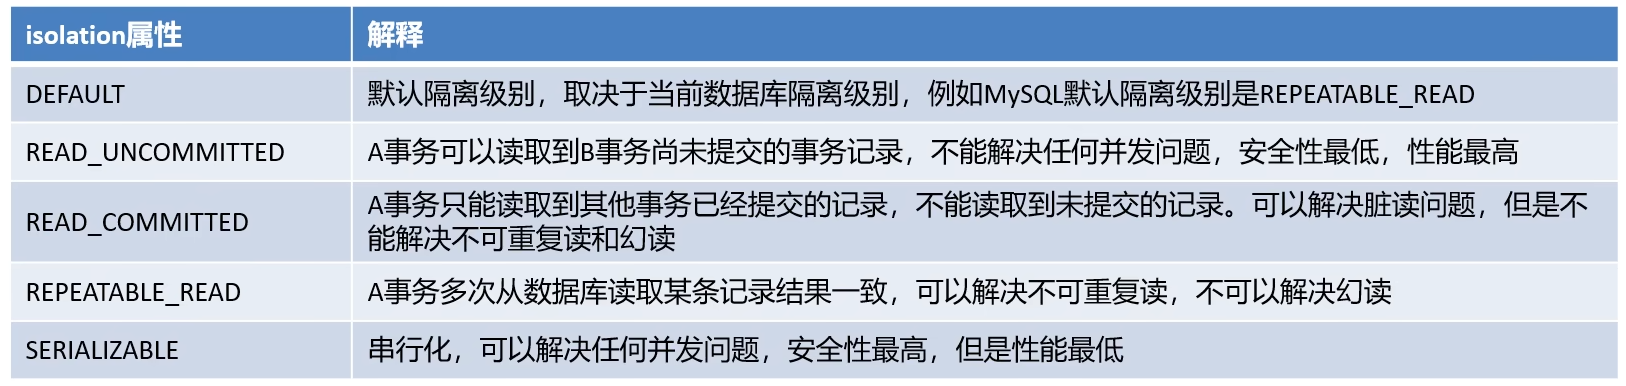 isolation属性
解释
DEFAULT
默认隔离级别，取决于当前数据库隔离级别，例如MySQL默认隔离级别是REPEATABLE_READ
READ_UNCOMMITTED
A事务可以读取到B事务尚未提交的事务记录，不能解决任何并发问题，安全性最低，性能最高
READ_COMMITTED
A事务只能读取到其他事务已经提交的记录，不能读取到未提交的记录。可以解决脏读问题，但是不
能解决不可重复读和幻读
REPEATABLE_READ
A事务多次从数据库读取某条记录结果一致，可以解决不可重复读，不可以解决幻读
SERIALIZABLE
串行化，可以解决任何并发问题，安全性最高，但是性能最低